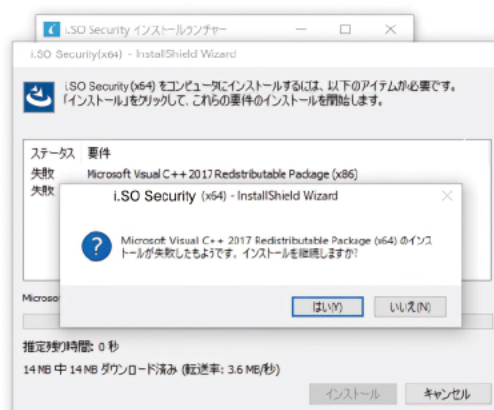 i.SO Security インストールランチャー
i.SO Security(x64) - InstallShield Wizard
i.SO Security (x64) をコンピュータにインストールするには、以下のアイテムが必要です。
「インストール」をクリックして、これらの要件のインストールを開始します。
ステータス 要件
失敗 Microsoft Visual C++ 2017 Redistributable Package (x86)
失敗
i.SO Security (x64) - InstallShield Wizard
Microsoft Visual C++ 2017 Redistributable Package (x64) のインス
トールが失敗したもようです。インストールを継続しますか?
はい(Y) いいえ(N)
Microso
推定残り時間: 0 秒
14 MB 中 14 MB ダウンロード済み (転送率: 3.6 MB/秒)
インストール キャンセル